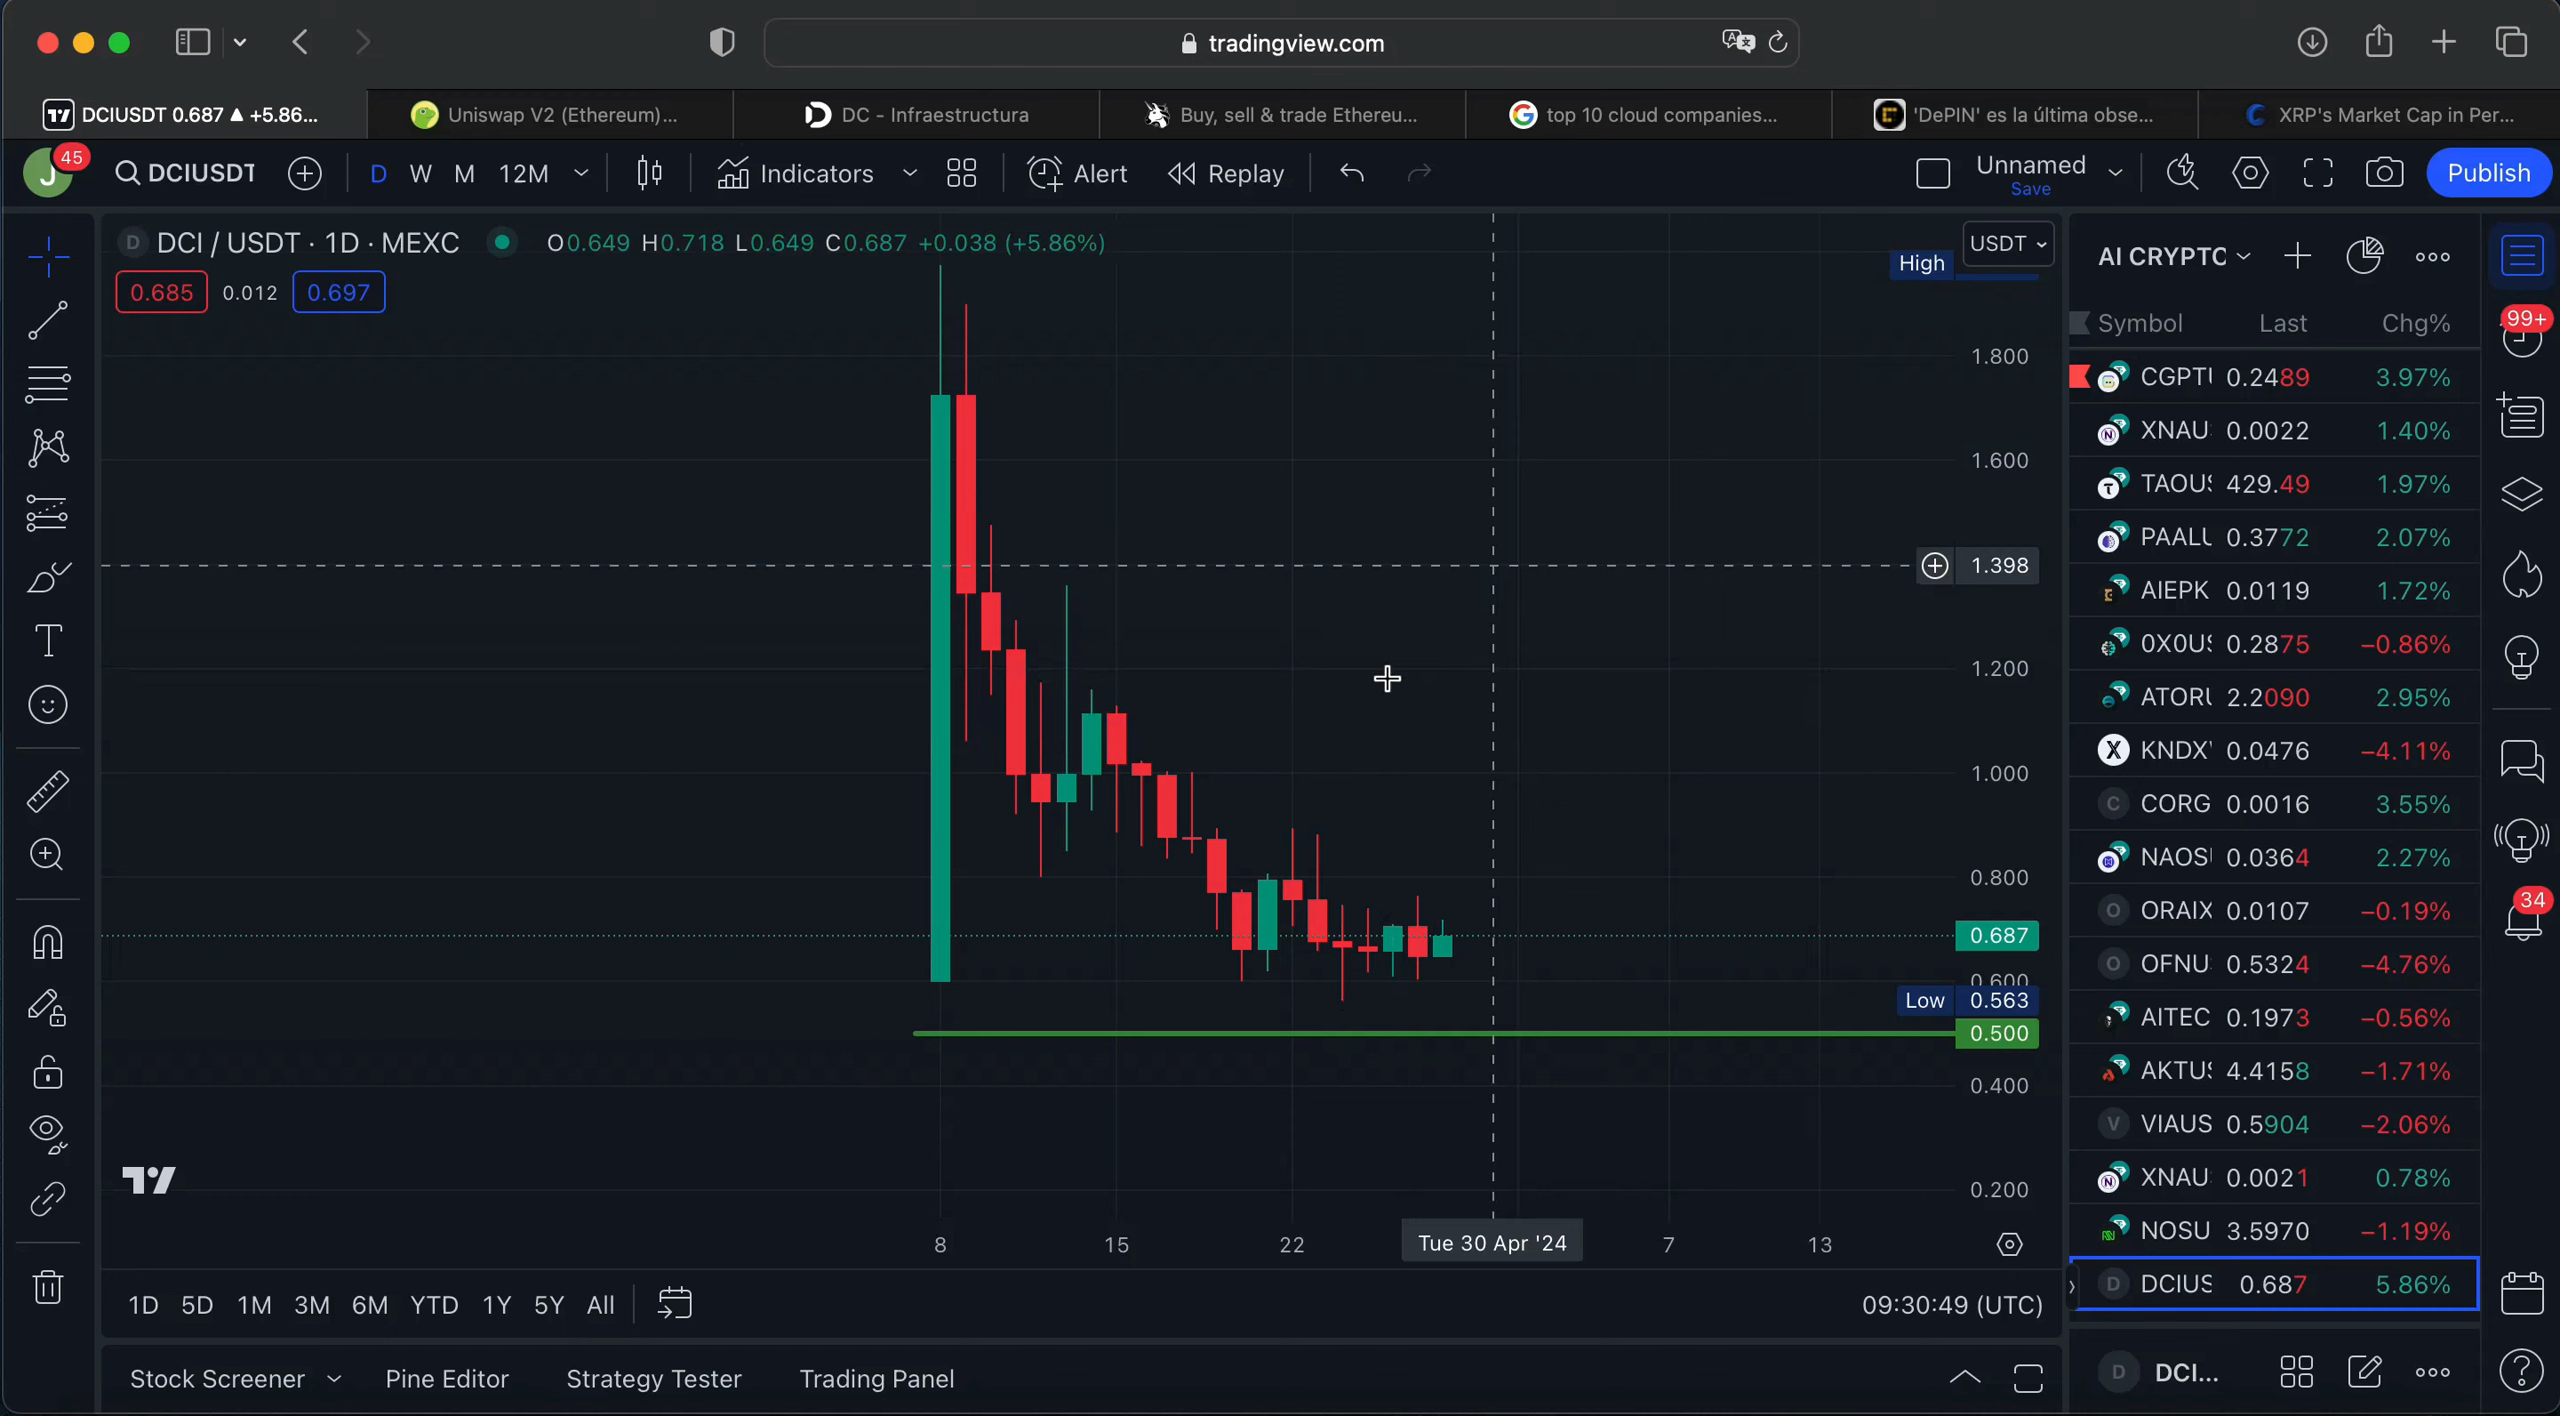 tradingview.com
DCIUSDT 0.687 ▲ +5.86...
Uniswap V2 (Ethereum)...
DC - Infraestructura
Buy, sell & trade Ethereu...
top 10 cloud companies...
'DePIN' es la última obse...
XRP's Market Cap in Per...
J 45
DCIUSDT
D W M 12M
Indicators
Alert
Replay
Unnamed
Save
Publish
D DCI / USDT · 1D · MEXC O0.649 H0.718 L0.649 C0.687 +0.038 (+5.86%)
0.685 0.012 0.697
USDT
High
1.800
1.600
1.398
1.200
1.000
0.800
0.687
0.600
Low 0.563
0.500
0.400
0.200
8 15 22 Tue 30 Apr '24 7 13
1D 5D 1M 3M 6M YTD 1Y 5Y All
09:30:49 (UTC)
Stock Screener Pine Editor Strategy Tester Trading Panel
AI CRYPTO
Symbol Last Chg%
CGPTU 0.2489 3.97%
XNAU 0.0022 1.40%
TAOUS 429.49 1.97%
PAALU 0.3772 2.07%
AIEPK 0.0119 1.72%
0X0US 0.2875 −0.86%
ATORU 2.2090 2.95%
KNDX 0.0476 −4.11%
C CORG 0.0016 3.55%
NAOS 0.0364 2.27%
O ORAIX 0.0107 −0.19%
O OFNU 0.5324 −4.76%
AITEC 0.1973 −0.56%
AKTUS 4.4158 −1.71%
V VIAUS 0.5904 −2.06%
XNAU 0.0021 0.78%
NOSU 3.5970 −1.19%
D DCIUS 0.687 5.86%
D DCI...
99+
34